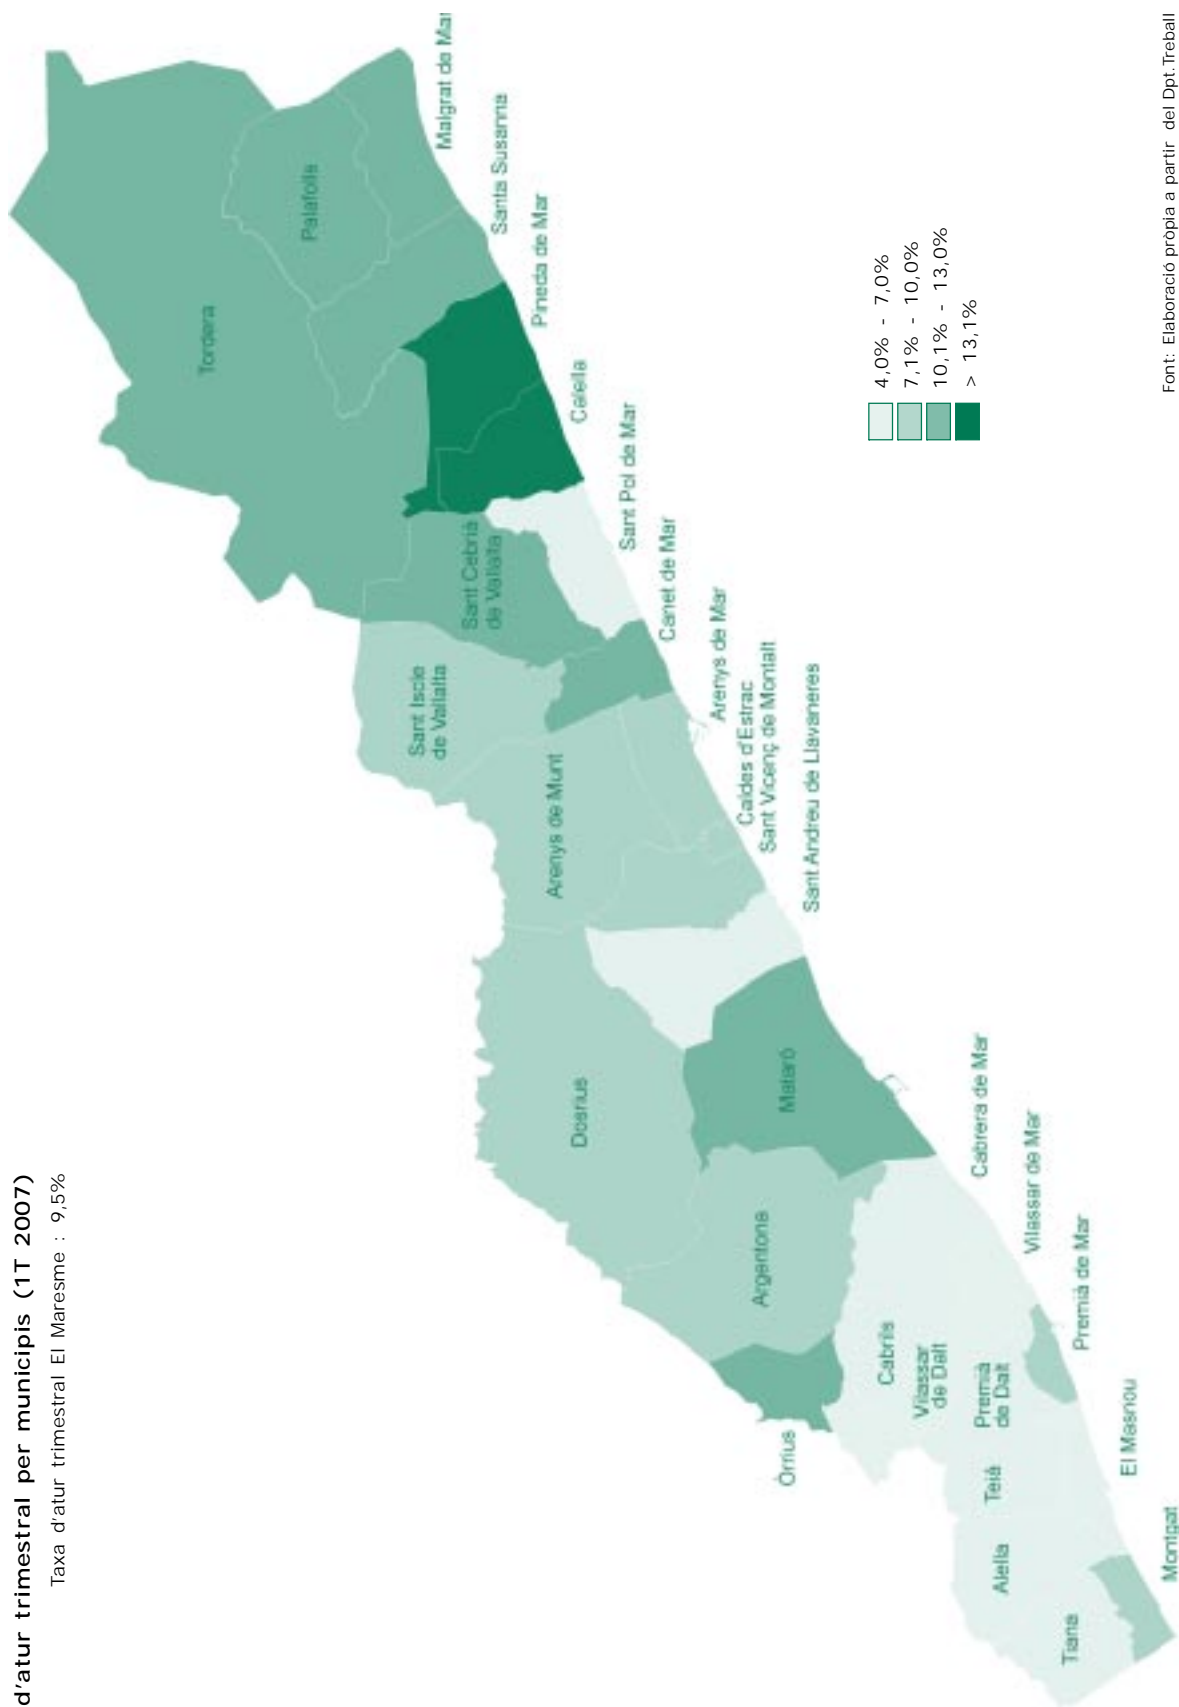 d'atur trimestral per municipis (1T 2007)
Taxa d'atur trimestral El Maresme : 9,5%
Tordera
Palafolls
Malgrat de Mar
Santa Susanna
Pineda de Mar
Calella
Sant Pol de Mar
Sant Cebrià
de Vallalta
Canet de Mar
Sant Iscle
de Vallalta
Arenys de Mar
Arenys de Munt
Caldes d'Estrac
Sant Vicenç de Montalt
Sant Andreu de Llavaneres
Dosrius
Mataró
Argentona
Cabrera de Mar
Vilassar de Mar
Òrrius
Cabrils
Vilassar
de Dalt
Premià
de Dalt
Premià de Mar
Teià
El Masnou
Alella
Tiana
Montgat
4,0% - 7,0%
7,1% - 10,0%
10,1% - 13,0%
> 13,1%
Font: Elaboració pròpia a partir del Dpt.Treball